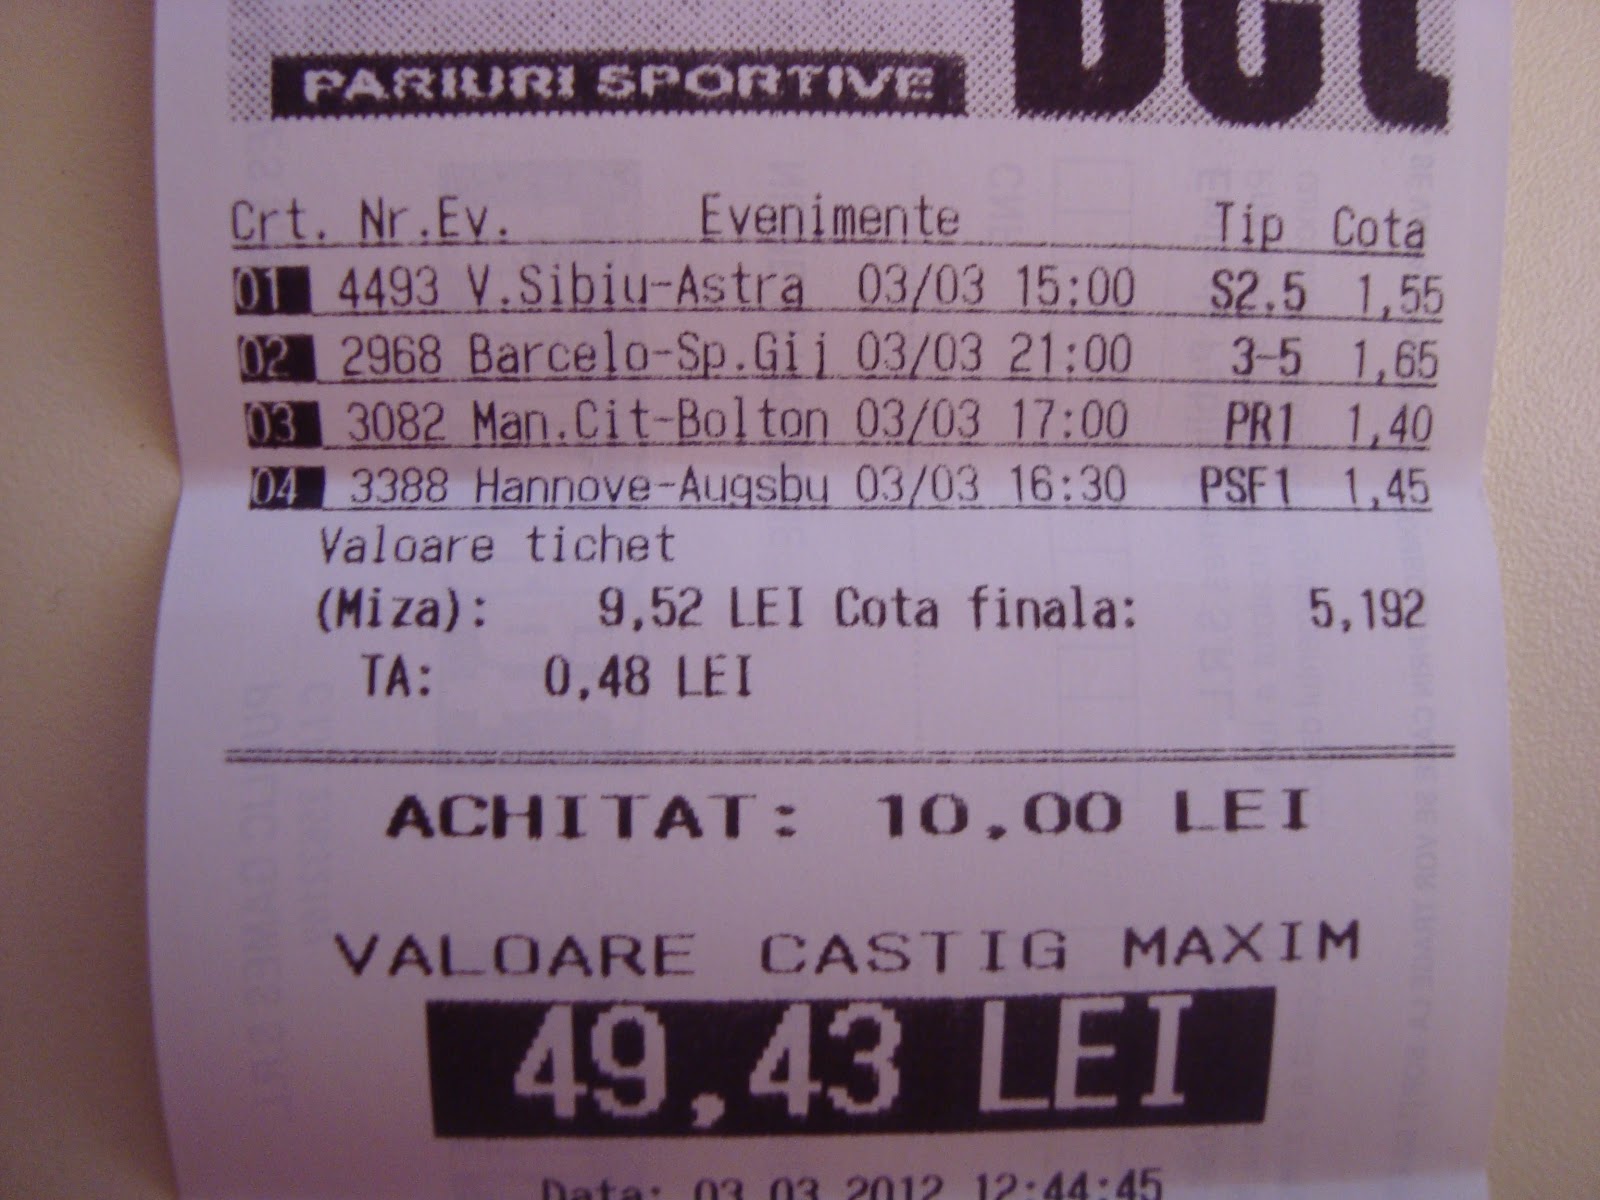 PARIURI SPORTIVE bet
Crt. Nr.Ev. Evenimente Tip Cota
01 4493 V.Sibiu-Astra 03/03 15:00 S2.5 1,55
02 2968 Barcelo-Sp.Gij 03/03 21:00 3-5 1,65
03 3082 Man.Cit-Bolton 03/03 17:00 PR1 1,40
04 3388 Hannove-Augsbu 03/03 16:30 PSF1 1,45
Valoare tichet
(Miza): 9,52 LEI Cota finala: 5,192
TA: 0,48 LEI
ACHITAT: 10,00 LEI
VALOARE CASTIG MAXIM
49,43 LEI
Data: 03.03.2012 12:44:45